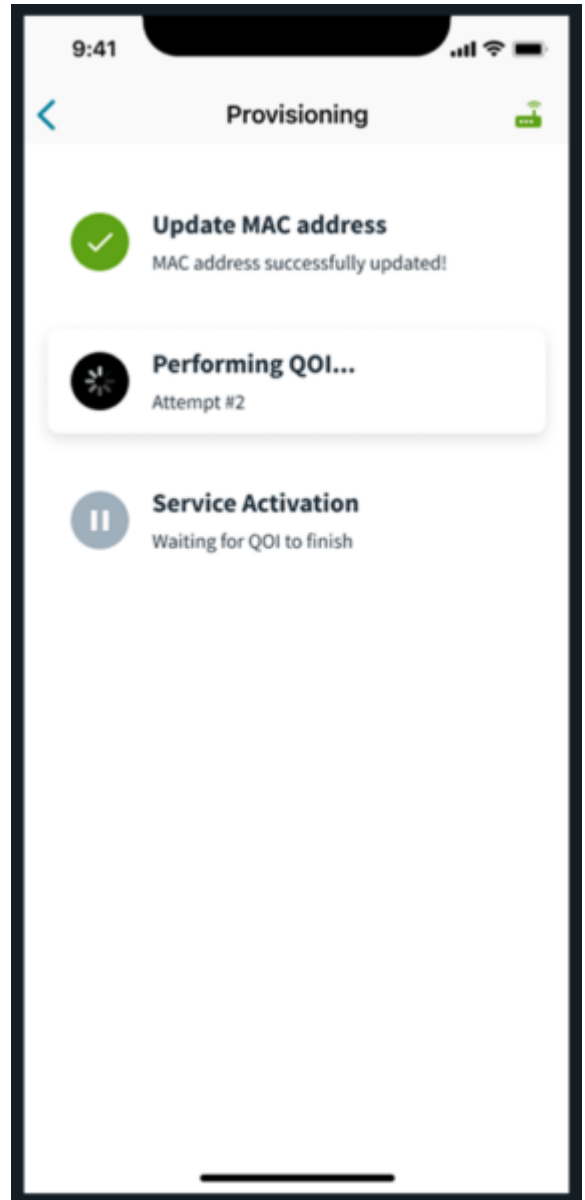 9:41
Provisioning
Update MAC address
MAC address successfully updated!
Performing QOI...
Attempt #2
Service Activation
Waiting for QOI to finish